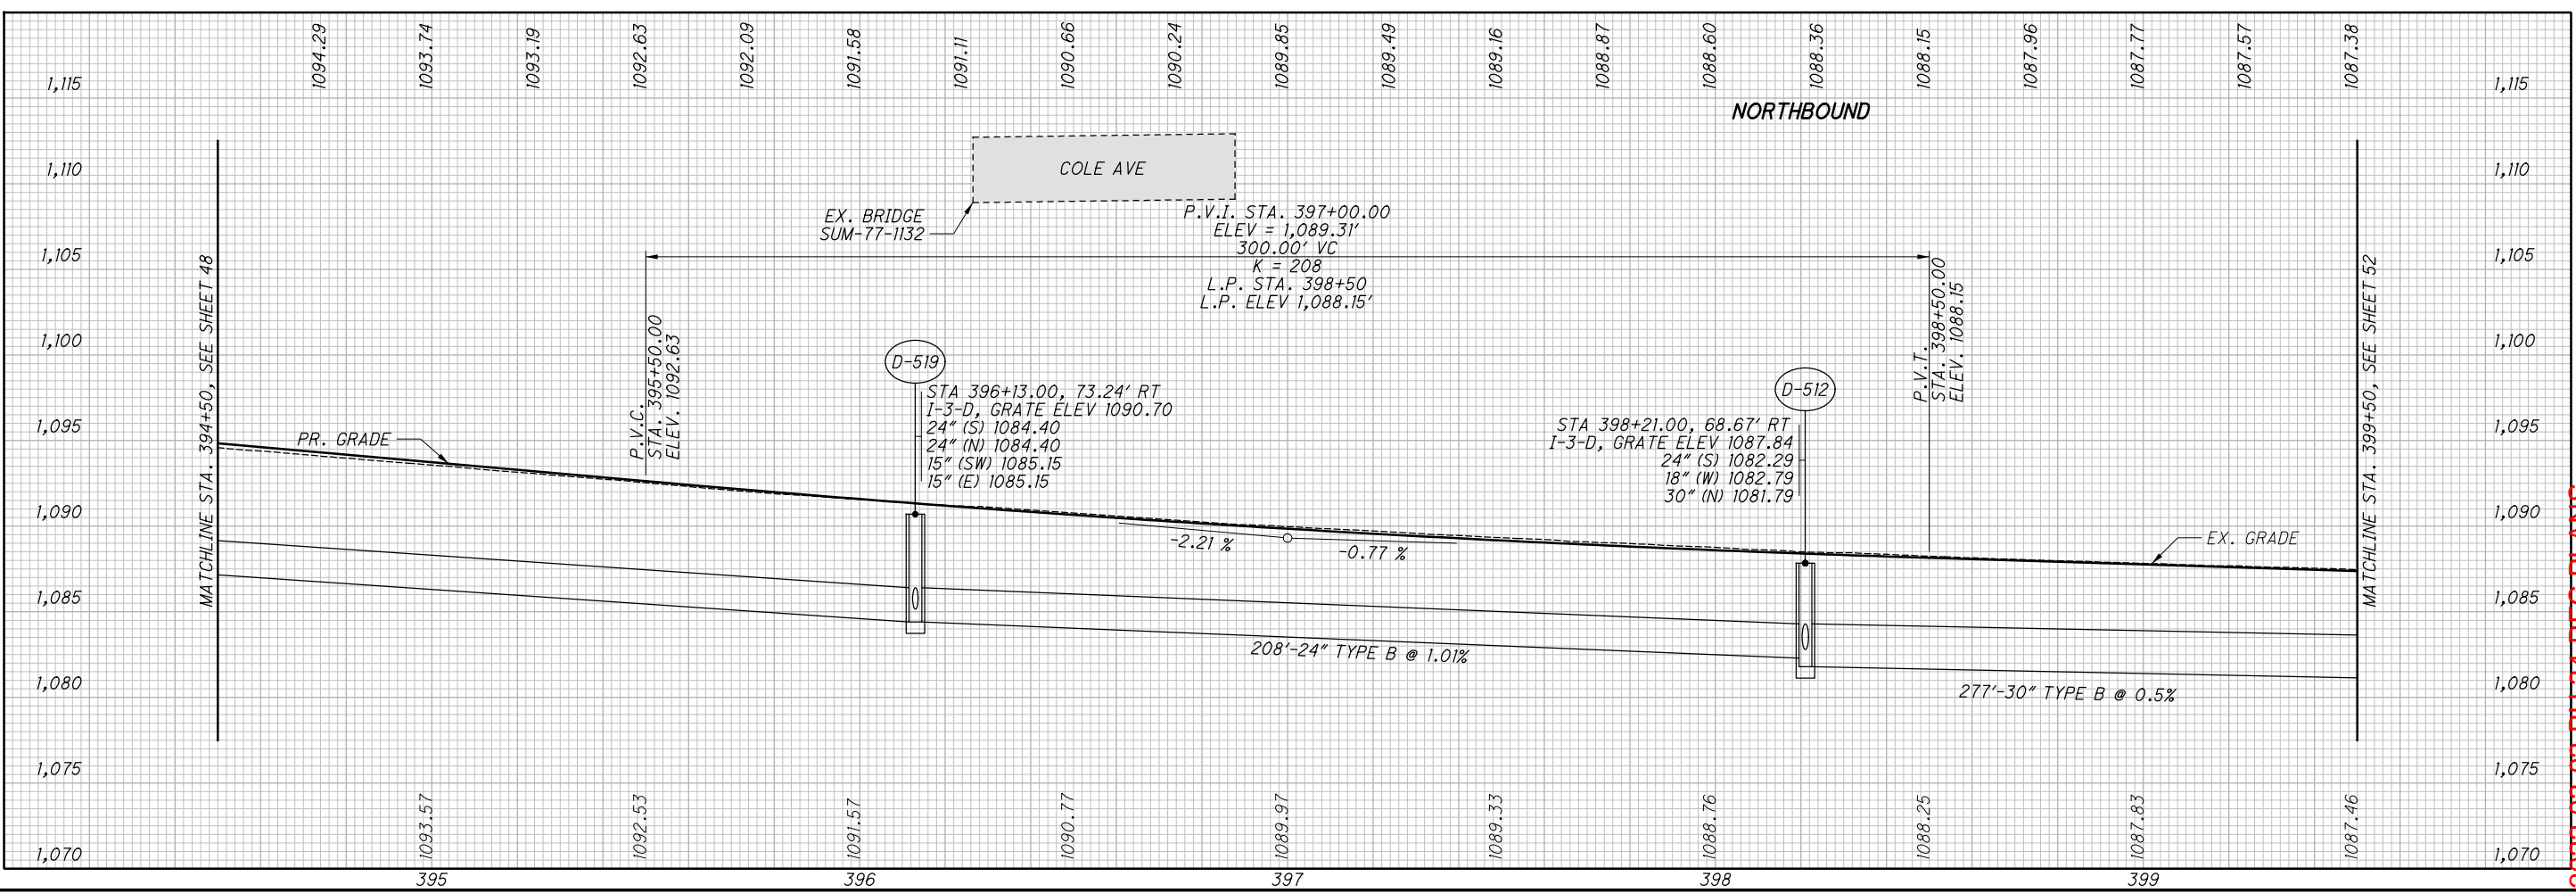 1094.29 1093.74 1093.19 1092.63 1092.09 1091.58 1091.11 1090.66 1090.24 1089.85 1089.49 1089.16 1088.87 1088.60 1088.36 1088.15 1087.96 1087.77 1087.57 1087.38
1,115 1,115
NORTHBOUND
1,110 COLE AVE 1,110
EX. BRIDGE
SUM-77-1132
P.V.I. STA. 397+00.00
ELEV = 1,089.31'
300.00' VC
K = 208
L.P. STA. 398+50
L.P. ELEV 1,088.15'
1,105 1,105
MATCHLINE STA. 394+50, SEE SHEET 48
P.V.C.
STA. 395+50.00
ELEV. 1092.63
P.V.T.
STA. 398+50.00
ELEV. 1088.15
MATCHLINE STA. 399+50, SEE SHEET 52
1,100 1,100
D-519
STA 396+13.00, 73.24' RT
I-3-D, GRATE ELEV 1090.70
24" (S) 1084.40
24" (N) 1084.40
15" (SW) 1085.15
15" (E) 1085.15
D-512
STA 398+21.00, 68.67' RT
I-3-D, GRATE ELEV 1087.84
24" (S) 1082.29
18" (W) 1082.79
30" (N) 1081.79
1,095 1,095
PR. GRADE
1,090 1,090
-2.21 %
-0.77 %
EX. GRADE
1,085 1,085
208'-24" TYPE B @ 1.01%
1,080 1,080
277'-30" TYPE B @ 0.5%
1,075 1,075
1093.57 1092.53 1091.57 1090.77 1089.97 1089.33 1088.76 1088.25 1087.83 1087.46
1,070 1,070
395 396 397 398 399